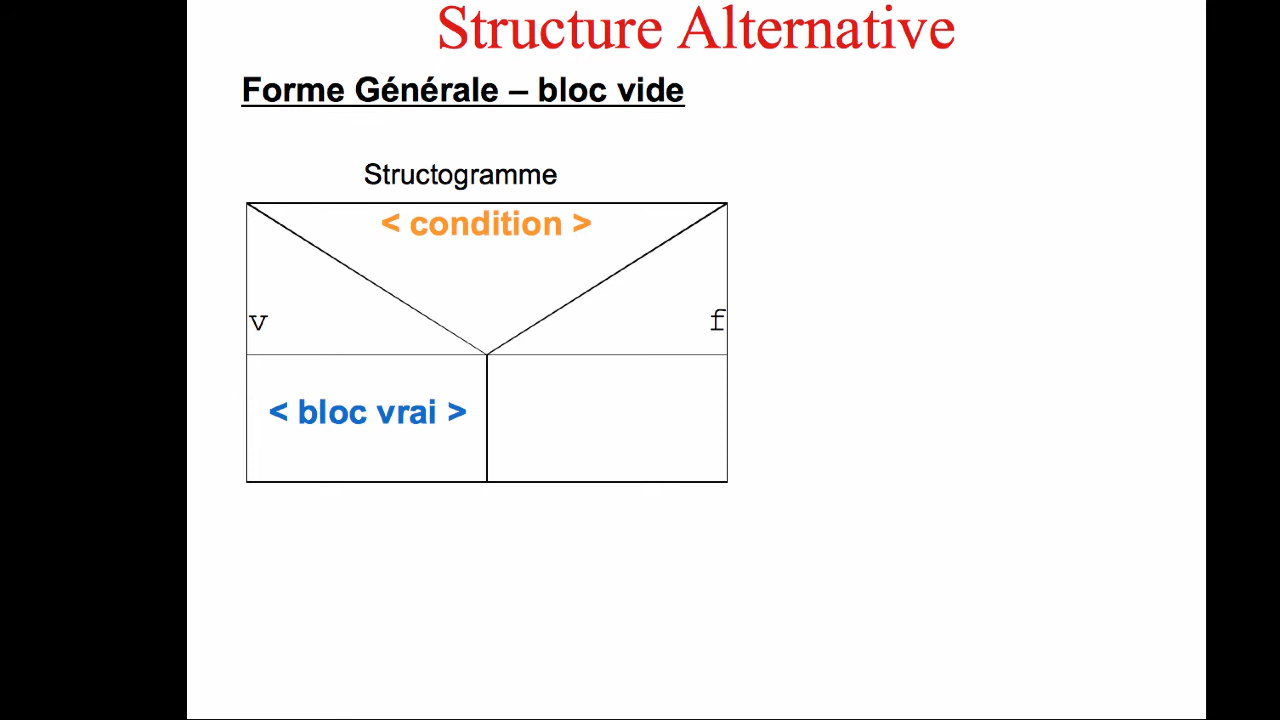 Structure Alternative
Forme Générale – bloc vide
Structogramme
< condition >
v
f
< bloc vrai >